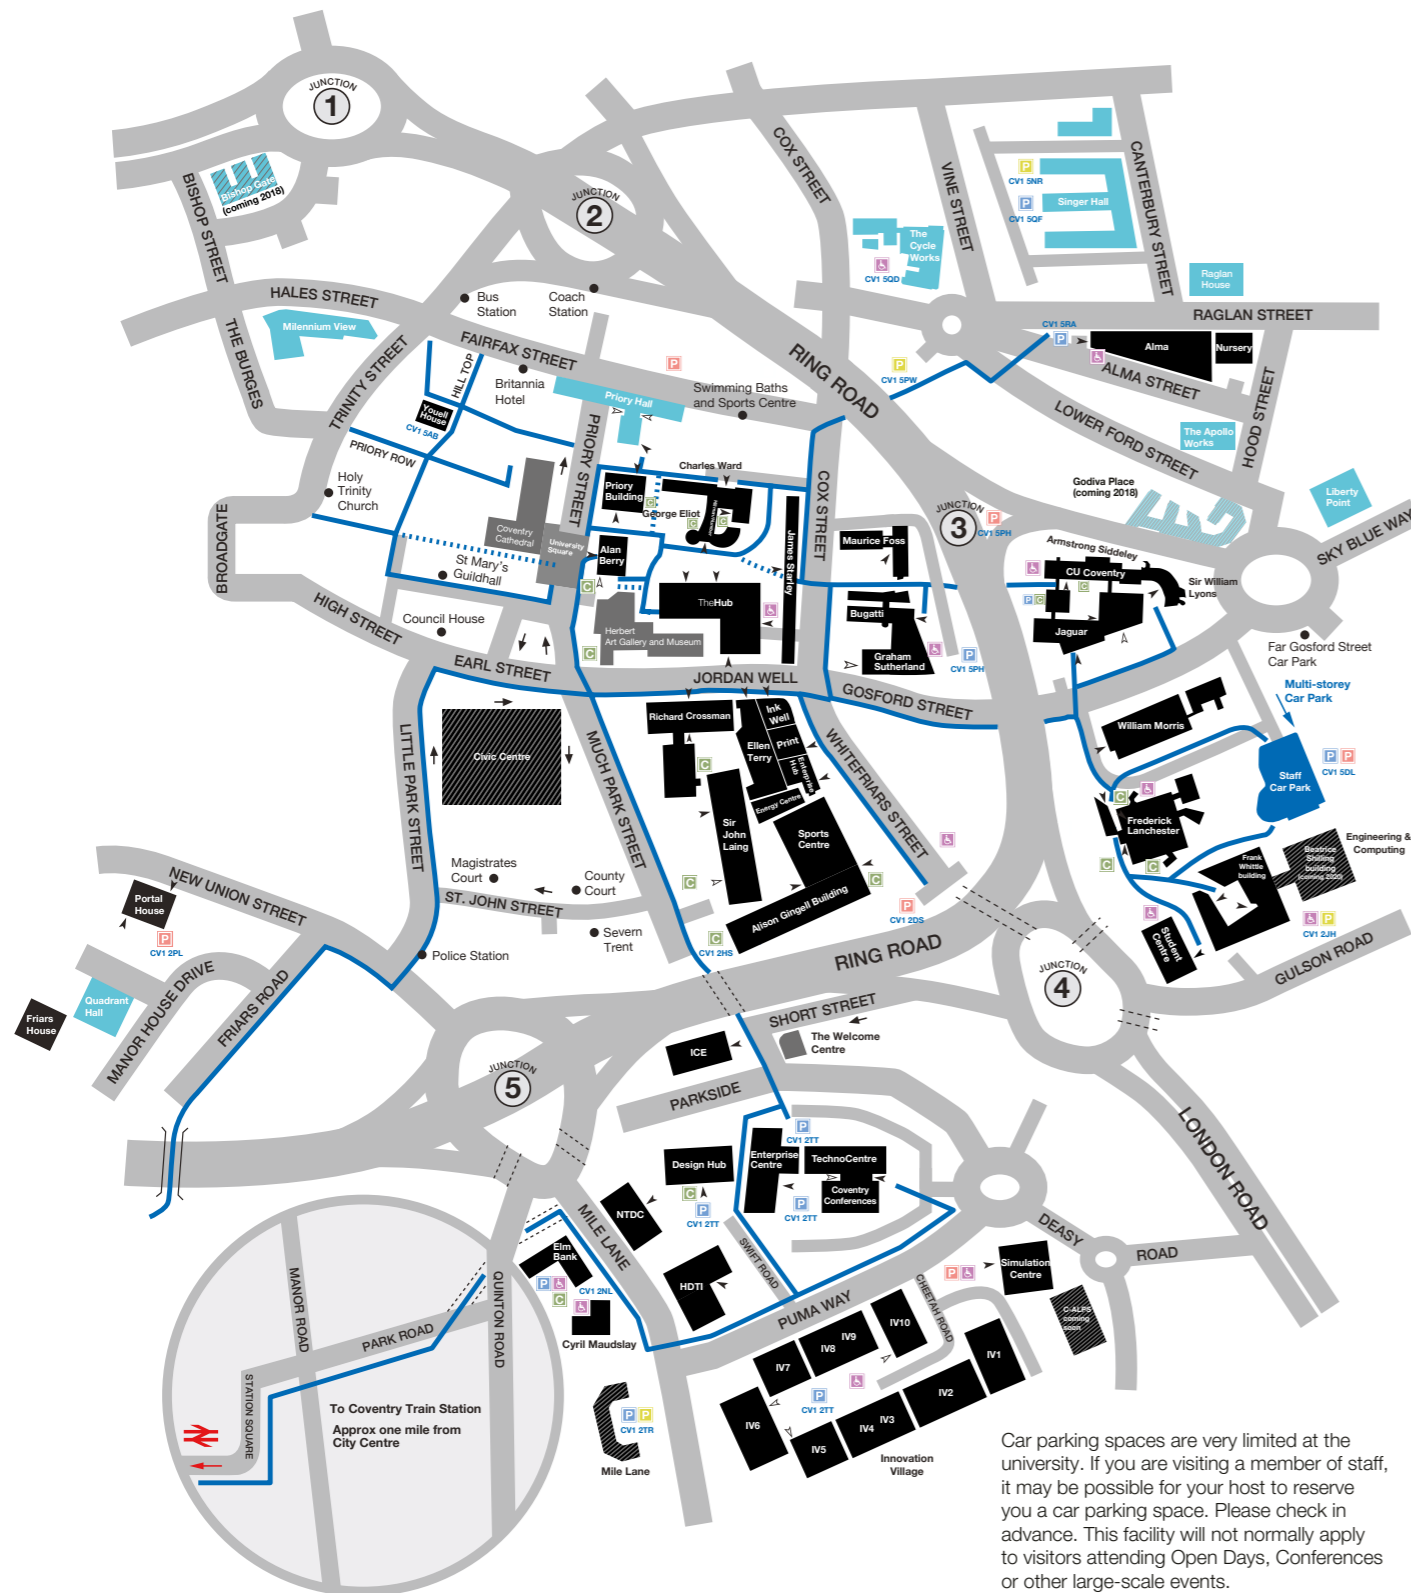 JUNCTION
1
JUNCTION
2
COX STREET
VINE STREET
CANTERBURY STREET
P
CV1 5NR
P
CV1 5QF
Singer Hall
BISHOP STREET
Bishop Gate
(coming 2018)
The
Cycle
Works
CV1 5QD
Raglan
House
RAGLAN STREET
HALES STREET
Milennium View
THE BURGES
TRINITY STREET
Bus
Station
Coach
Station
FAIRFAX STREET
P
Britannia
Hotel
HILL TOP
Youell
House
CV1 5AB
PRIORY ROW
Priory Hall
Swimming Baths
and Sports Centre
RING ROAD
P
CV1 5PW
CV1 5RA
P
Alma
Nursery
ALMA STREET
LOWER FORD STREET
HOOD STREET
The Apollo
Works
Liberty
Point
SKY BLUE WAY
Godiva Place
(coming 2018)
Holy
Trinity
Church
BROADGATE
PRIORY STREET
Coventry
Cathedral
University
Square
St Mary's
Guildhall
Council House
HIGH STREET
EARL STREET
Charles Ward
Priory
Building
C
George Eliot
C
C
Alan
Berry
C
James Starley
COX STREET
TheHub
Herbert
Art Gallery and Museum
C
JORDAN WELL
Maurice Foss
Bugatti
Graham
Sutherland
P
CV1 5PH
GOSFORD STREET
JUNCTION
3
P
CV1 5PH
Armstrong Siddeley
CU Coventry
C
P C
Jaguar
Sir William
Lyons
Far Gosford Street
Car Park
Multi-storey
Car Park
William Morris
Staff
Car Park
P P
CV1 5DL
C
Frederick
Lanchester
C
C
Engineering &
Computing
Frank
Whittle
building
Beatrice
Shilling
building
(coming 2020)
P
CV1 2JH
Student
Centre
GULSON ROAD
Civic Centre
LITTLE PARK STREET
MUCH PARK STREET
Richard Crossman
C
Ellen
Terry
Ink
Well
Print
Enterprise
Hub
Energy Centre
Sir
John
Laing
Sports
Centre
Alison Gingell Building
C
C
C
CV1 2HS
WHITEFRIARS STREET
P
CV1 2DS
Magistrates
Court
County
Court
ST. JOHN STREET
Severn
Trent
Police Station
NEW UNION STREET
Portal
House
P
CV1 2PL
MANOR HOUSE DRIVE
FRIARS ROAD
Quadrant
Hall
Friars
House
RING ROAD
JUNCTION
4
JUNCTION
5
SHORT STREET
The Welcome
Centre
ICE
PARKSIDE
LONDON ROAD
P
CV1 2TT
Enterprise
Centre
TechnoCentre
Coventry
Conferences
P
CV1 2TT
Design Hub
C
P
CV1 2TT
NTDC
HDTI
SWIFT ROAD
MILE LANE
Elm
Bank
P
C
CV1 2NL
Cyril Maudslay
P P
CV1 2TR
Mile Lane
PUMA WAY
CHEETAH ROAD
DEASY
ROAD
P
Simulation
Centre
C-ALPS
coming
soon
IV10
IV9
IV8
IV7
IV6
IV5
IV4
IV3
IV2
IV1
P
CV1 2TT
Innovation
Village
MANOR ROAD
PARK ROAD
QUINTON ROAD
STATION SQUARE
To Coventry Train Station
Approx one mile from
City Centre
Car parking spaces are very limited at the
university. If you are visiting a member of staff,
it may be possible for your host to reserve
you a car parking space. Please check in
advance. This facility will not normally apply
to visitors attending Open Days, Conferences
or other large-scale events.